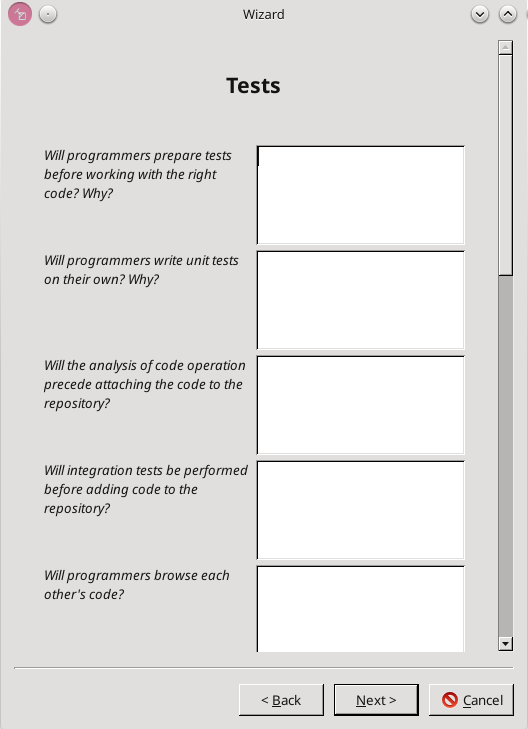 Wizard
Tests
Will programmers prepare tests
before working with the right
code? Why?
Will programmers write unit tests
on their own? Why?
Will the analysis of code operation
precede attaching the code to the
repository?
Will integration tests be performed
before adding code to the
repository?
Will programmers browse each
other's code?
< Back
Next >
Cancel